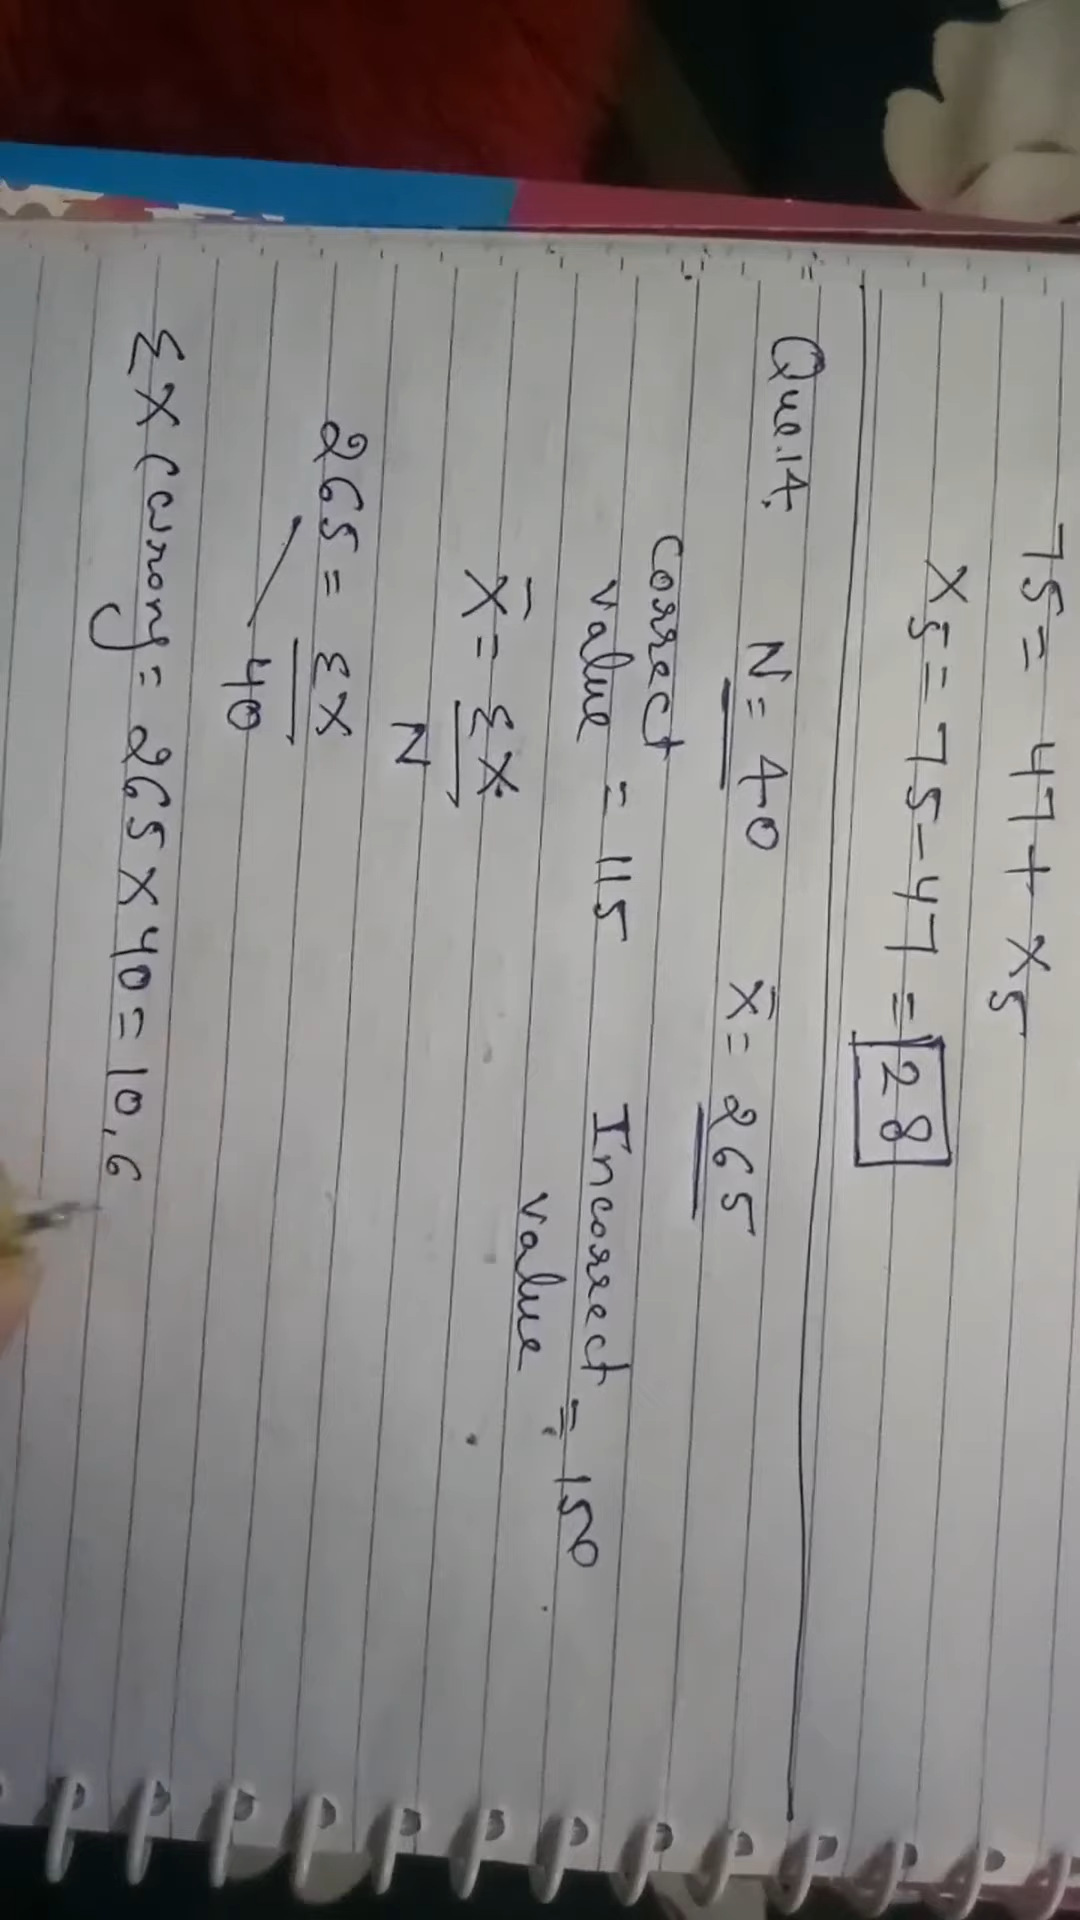 75 = 47 + x5
x5 = 75 - 47 = 28
Que.14. N = 40 x̄ = 265
correct value = 115 Incorrect value = 150
x̄ = Σx / N
265 = Σx / 40
Σx (wrong = 265 x 40 = 10,6